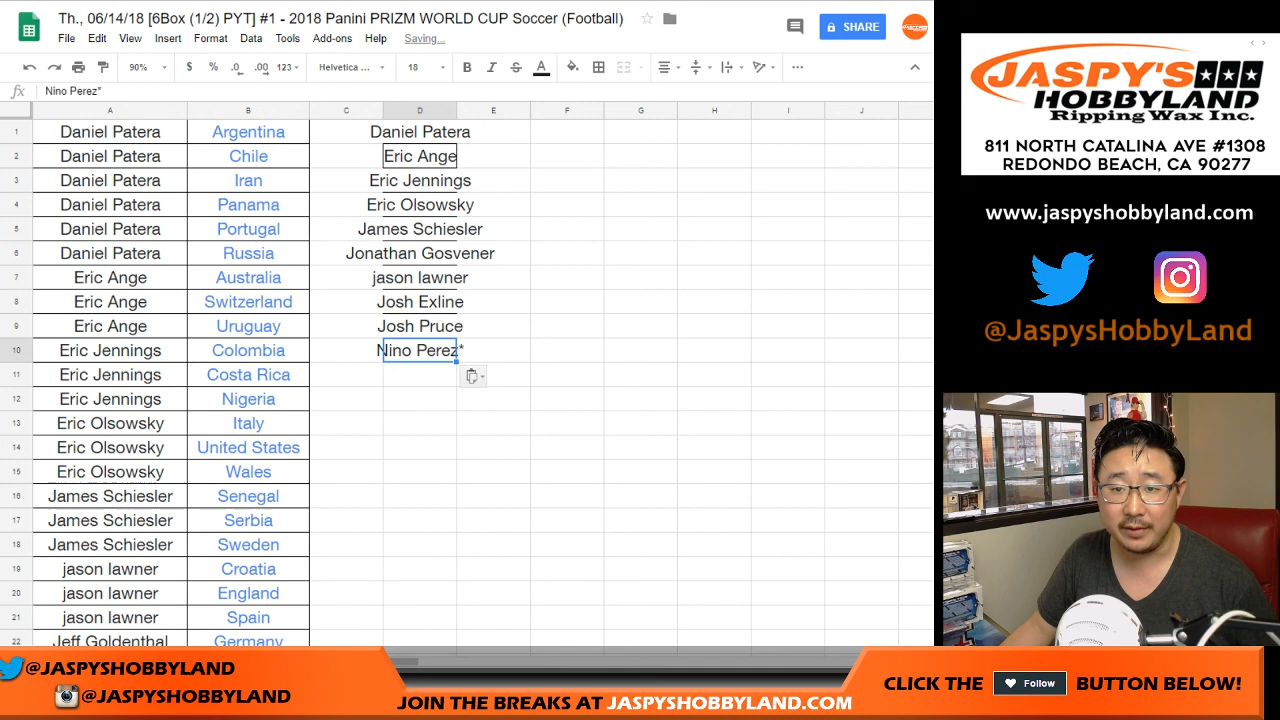 Th., 06/14/18 [6Box (1/2) PYT] #1 - 2018 Panini PRIZM WORLD CUP Soccer (Football)
File Edit View Insert Format Data Tools Add-ons Help Saving...
SHARE
90% $ % .0 .00 123 Helvetica ... 18 B I S A
fx Nino Perez*
A B C D E F G H I J
1 Daniel Patera Argentina Daniel Patera
2 Daniel Patera Chile Eric Ange
3 Daniel Patera Iran Eric Jennings
4 Daniel Patera Panama Eric Olsowsky
5 Daniel Patera Portugal James Schiesler
6 Daniel Patera Russia Jonathan Gosvener
7 Eric Ange Australia jason lawner
8 Eric Ange Switzerland Josh Exline
9 Eric Ange Uruguay Josh Pruce
10 Eric Jennings Colombia Nino Perez*
11 Eric Jennings Costa Rica
12 Eric Jennings Nigeria
13 Eric Olsowsky Italy
14 Eric Olsowsky United States
15 Eric Olsowsky Wales
16 James Schiesler Senegal
17 James Schiesler Serbia
18 James Schiesler Sweden
19 jason lawner Croatia
20 jason lawner England
21 jason lawner Spain
22 Jeff Goldenthal Germany
JASPY'S
HOBBYLAND
Ripping Wax Inc.
811 NORTH CATALINA AVE #1308
REDONDO BEACH, CA 90277
www.jaspyshobbyland.com
@JaspysHobbyLand
@JASPYSHOBBYLAND
@JASPYSHOBBYLAND
JOIN THE BREAKS AT JASPYSHOBBYLAND.COM
CLICK THE Follow BUTTON BELOW!